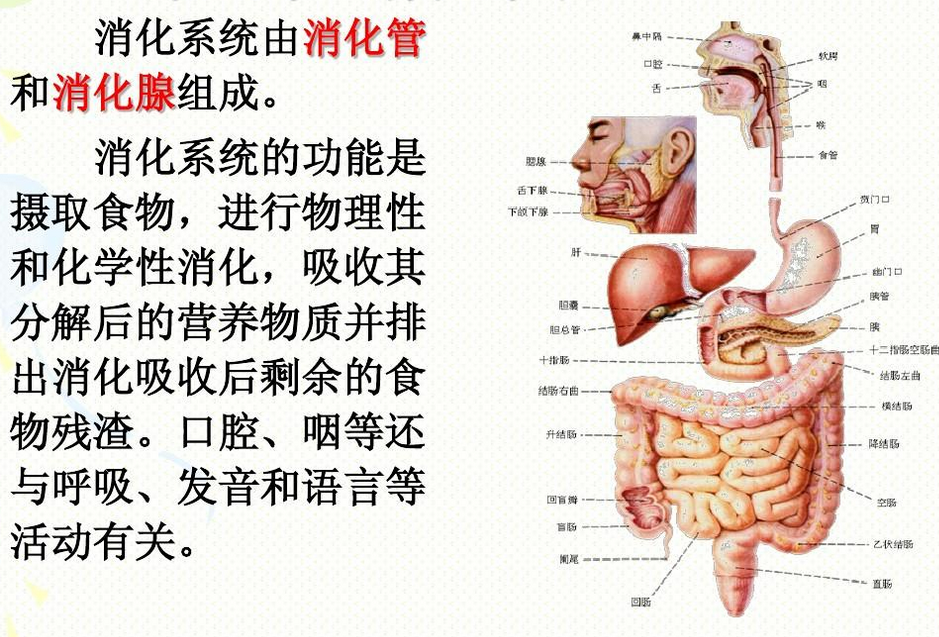 消化系统由消化管
和消化腺组成。
消化系统的功能是
摄取食物，进行物理性
和化学性消化，吸收其
分解后的营养物质并排
出消化吸收后剩余的食
物残渣。口腔、咽等还
与呼吸、发音和语言等
活动有关。
鼻中隔
口腔
舌
软腭
咽
喉
食管
腮腺
舌下腺
下颌下腺
贲门口
胃
肝
幽门口
胰管
胆囊
胆总管
胰
十指肠
十二指肠空肠曲
结肠左曲
结肠右曲
横结肠
升结肠
降结肠
回盲瓣
空肠
盲肠
乙状结肠
阑尾
直肠
回肠